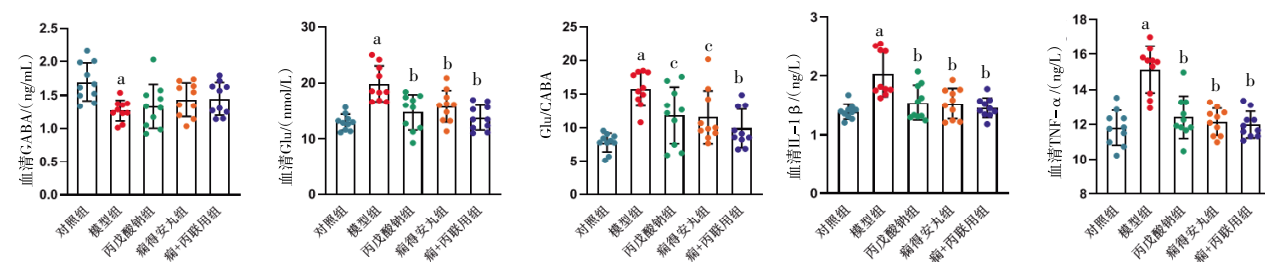 血清GABA/(ng/mL)
2.5
2.0
1.5
1.0
0.5
0.0
a
对照组
模型组
丙戊酸钠组
痫得安丸组
痫+丙联用组
血清Glu/(nmol/L)
30
20
10
0
a
b
b
b
对照组
模型组
丙戊酸钠组
痫得安丸组
痫+丙联用组
Glu/CABA
25
20
15
10
5
0
a
c
c
b
对照组
模型组
丙戊酸钠组
痫得安丸组
痫+丙联用组
血清IL-1β/(ng/L)
3
2
1
0
a
b
b
b
对照组
模型组
丙戊酸钠组
痫得安丸组
痫+丙联用组
血清TNF-α/(ng/L)
18
16
14
12
10
8
a
b
b
b
对照组
模型组
丙戊酸钠组
痫得安丸组
痫+丙联用组